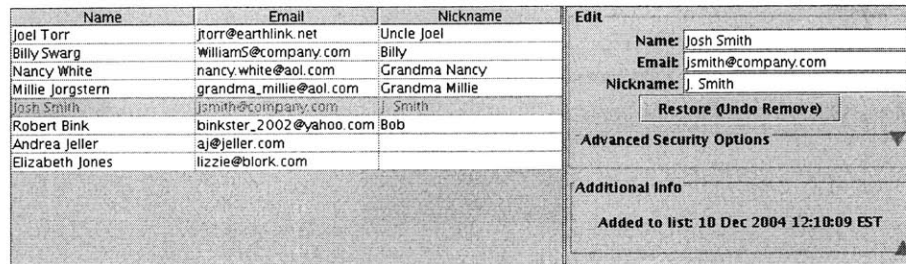 Name Email Nickname
Joel Torr jtorr@earthlink.net Uncle Joel
Billy Swarg WilliamS@company.com Billy
Nancy White nancy.white@aol.com Grandma Nancy
Millie Jorgstern grandma_millie@aol.com Grandma Millie
Josh Smith jsmith@company.com J. Smith
Robert Bink binkster_2002@yahoo.com Bob
Andrea Jeller aj@jeller.com
Elizabeth Jones lizzie@blork.com
Edit
Name: Josh Smith
Email: jsmith@company.com
Nickname: J. Smith
Restore (Undo Remove)
Advanced Security Options
Additional Info
Added to list: 10 Dec 2004 12:10:09 EST